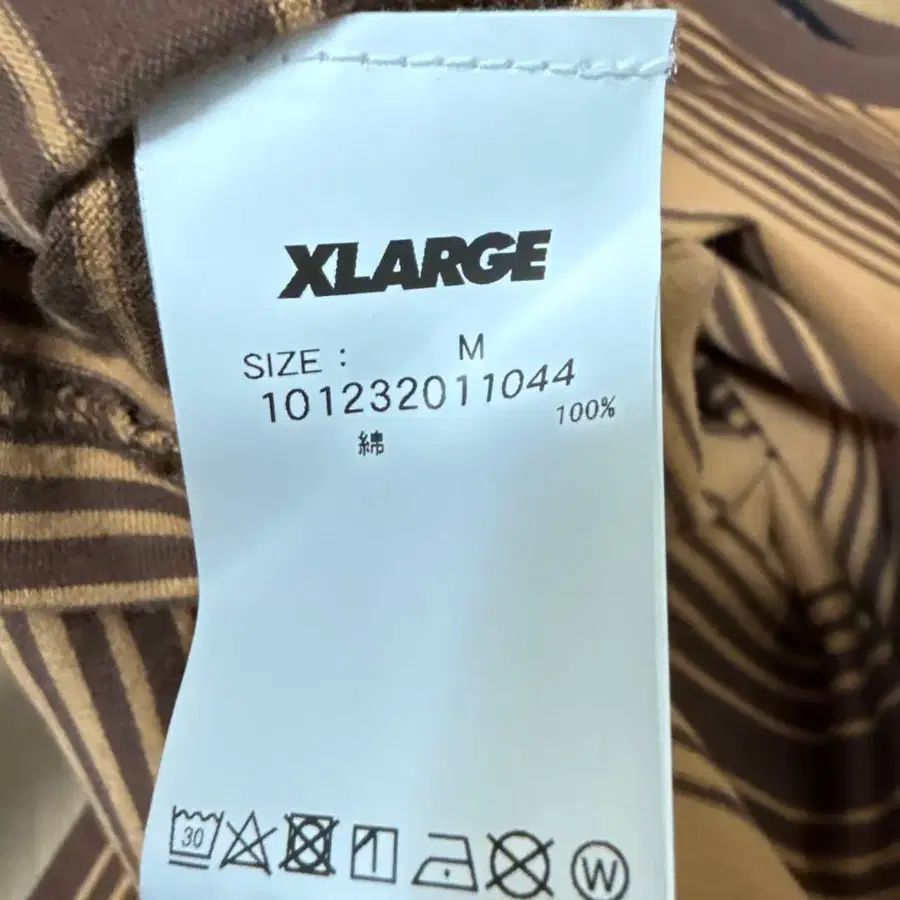 XLARGE
SIZE : M
101232011044
綿 100%
30
W